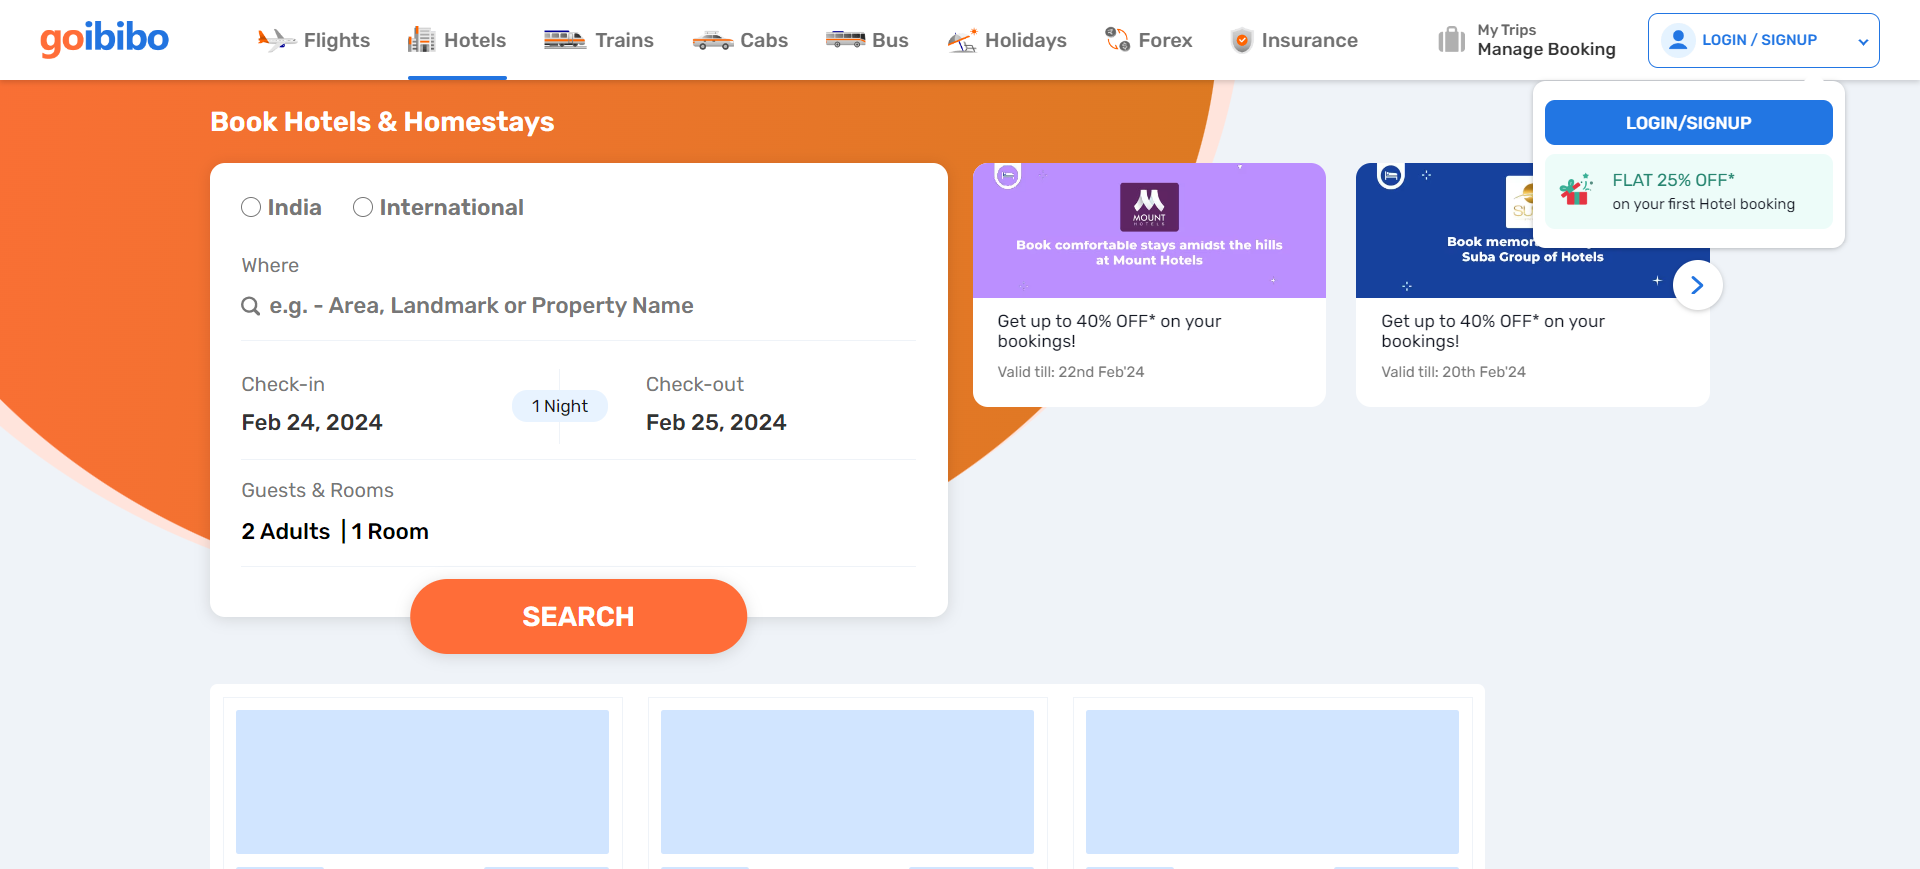 goibibo
Flights
Hotels
Trains
Cabs
Bus
Holidays
Forex
Insurance
My Trips
Manage Booking
LOGIN / SIGNUP
LOGIN/SIGNUP
FLAT 25% OFF*
on your first Hotel booking
Book Hotels & Homestays
India
International
Where
e.g. - Area, Landmark or Property Name
Check-in
Feb 24, 2024
1 Night
Check-out
Feb 25, 2024
Guests & Rooms
2 Adults | 1 Room
SEARCH
MOUNT
HOTELS
Book comfortable stays amidst the hills
at Mount Hotels
Get up to 40% OFF* on your
bookings!
Valid till: 22nd Feb'24
Suba Group of Hotels
Get up to 40% OFF* on your
bookings!
Valid till: 20th Feb'24